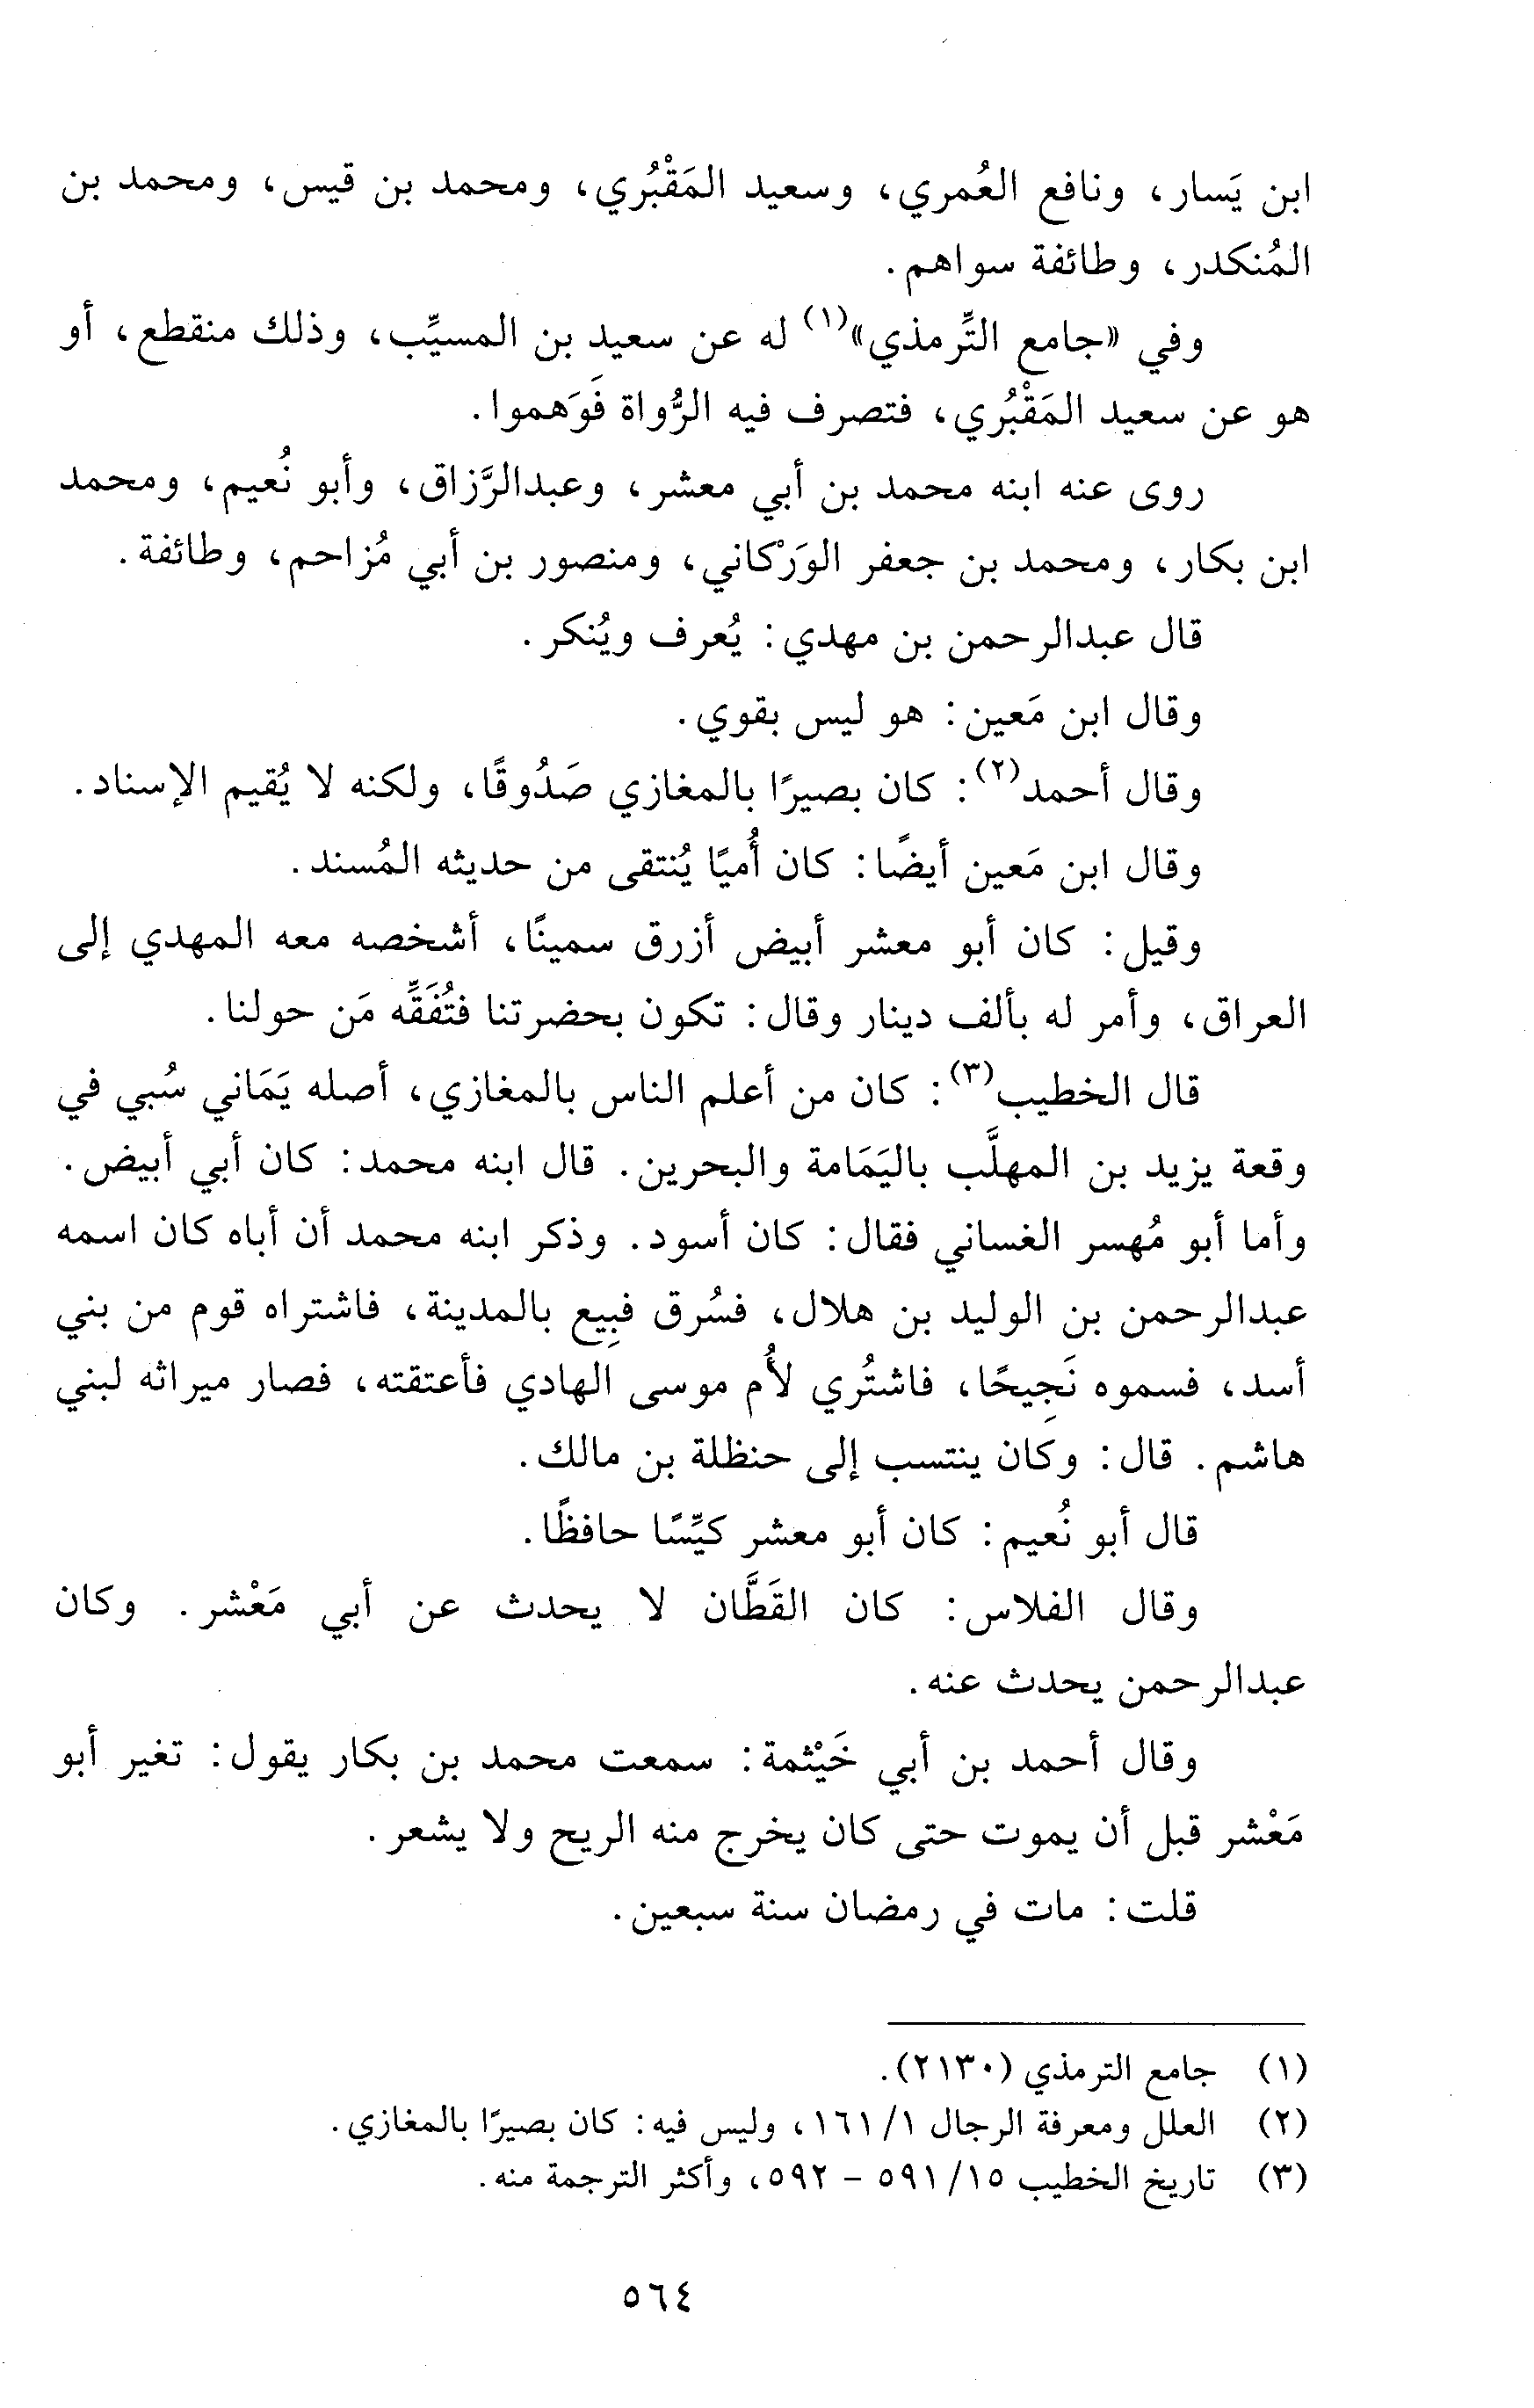 ابن يَسار، ونافع العُمري، وسعيد المَقْبُري، ومحمد بن قيس، ومحمد بن
المُنكدر، وطائفة سواهم.
وفي «جامع التِّرمذي»(١) له عن سعيد بن المسيِّب، وذلك منقطع، أو
هو عن سعيد المَقْبُري، فتصرف فيه الرُّواة فَوَهموا.
روى عنه ابنه محمد بن أبي معشر، وعبدالرَّزاق، وأبو نُعيم، ومحمد
ابن بكار، ومحمد بن جعفر الوَرْكاني، ومنصور بن أبي مُزاحم، وطائفة.
قال عبدالرحمن بن مهدي: يُعرف ويُنكر.
وقال ابن مَعين: هو ليس بقوي.
وقال أحمد(٢): كان بصيرًا بالمغازي صَدُوقًا، ولكنه لا يُقيم الإسناد.
وقال ابن مَعين أيضًا: كان أُميًا يُنتقى من حديثه المُسند.
وقيل: كان أبو معشر أبيض أزرق سمينًا، أشخصه معه المهدي إلى
العراق، وأمر له بألف دينار وقال: تكون بحضرتنا فتُفَقِّه مَن حولنا.
قال الخطيب(٣): كان من أعلم الناس بالمغازي، أصله يَمَاني سُبي في
وقعة يزيد بن المهلَّب باليَمَامة والبحرين. قال ابنه محمد: كان أبي أبيض.
وأما أبو مُهسر الغساني فقال: كان أسود. وذكر ابنه محمد أن أباه كان اسمه
عبدالرحمن بن الوليد بن هلال، فسُرق فبِيع بالمدينة، فاشتراه قوم من بني
أسد، فسموه نَجِيحًا، فاشتُري لأُم موسى الهادي فأعتقته، فصار ميراثه لبني
هاشم. قال: وكان ينتسب إلى حنظلة بن مالك.
قال أبو نُعيم: كان أبو معشر كيِّسًا حافظًا.
وقال الفلاس: كان القَطَّان لا يحدث عن أبي مَعْشر. وكان
عبدالرحمن يحدث عنه.
وقال أحمد بن أبي خَيْثمة: سمعت محمد بن بكار يقول: تغير أبو
مَعْشر قبل أن يموت حتى كان يخرج منه الريح ولا يشعر.
قلت: مات في رمضان سنة سبعين.
(١) جامع الترمذي (٢١٣٠).
(٢) العلل ومعرفة الرجال ١/ ١٦١، وليس فيه: كان بصيرًا بالمغازي.
(٣) تاريخ الخطيب ١٥/ ٥٩١ - ٥٩٢، وأكثر الترجمة منه.
٥٦٤